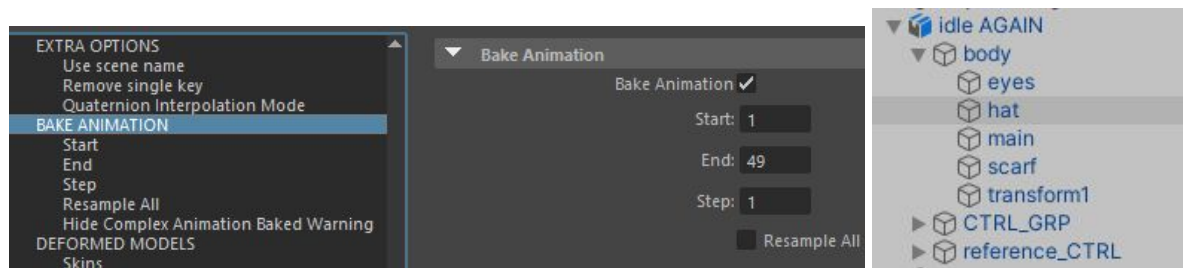 EXTRA OPTIONS
Use scene name
Remove single key
Quaternion Interpolation Mode
BAKE ANIMATION
Start
End
Step
Resample All
Hide Complex Animation Baked Warning
DEFORMED MODELS
Skins
Bake Animation
Bake Animation
Start: 1
End: 49
Step: 1
Resample All
idle AGAIN
body
eyes
hat
main
scarf
transform1
CTRL_GRP
reference_CTRL